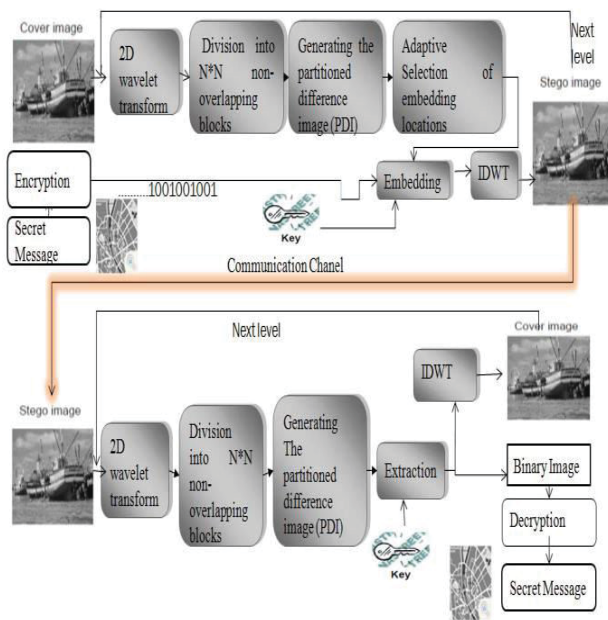 Cover image
Next
level
2D
wavelet
transform
Division into
N*N non-
overlapping
blocks
Generating the
partitioned
difference
image (PDI)
Adaptive
Selection of
embedding
locations
Stego image
Encryption
.........1001001001
Embedding
IDWT
Secret
Message
Key
Communication Chanel
Next level
Cover image
IDWT
Stego image
2D
wavelet
transform
Division
into N*N
non-
overlapping
blocks
Generating
The
partitioned
difference
image (PDI)
Extraction
Binary Image
Decryption
Key
Secret Message